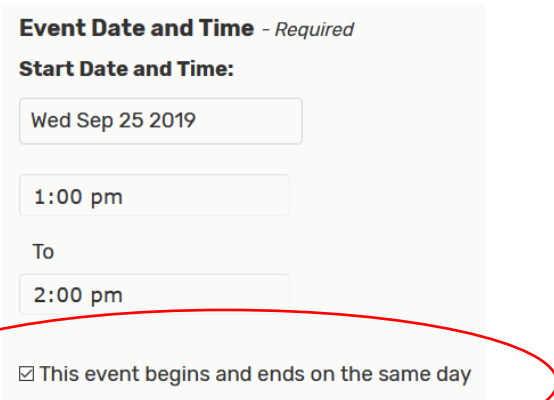 Event Date and Time - Required
Start Date and Time:
Wed Sep 25 2019
1:00 pm
To
2:00 pm
This event begins and ends on the same day